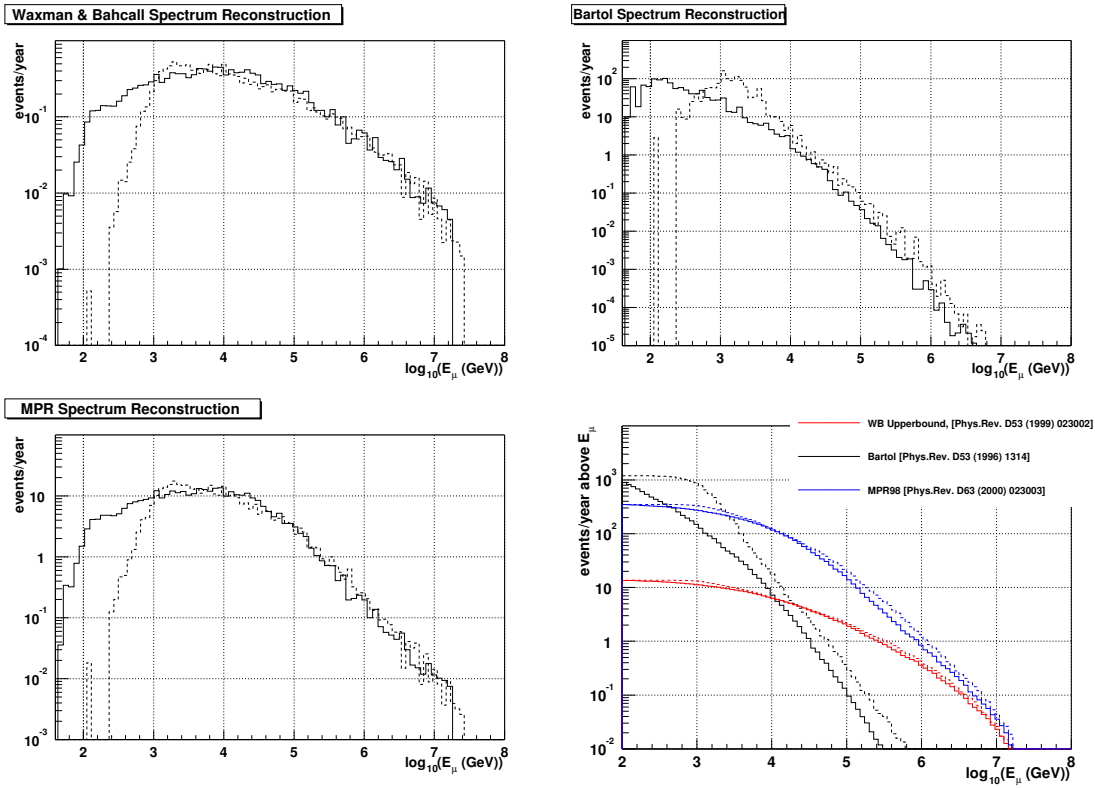 Waxman & Bahcall Spectrum Reconstruction
events/year
10^-1
10^-2
10^-3
10^-4
2 3 4 5 6 7 8
log10(Eμ (GeV))
Bartol Spectrum Reconstruction
events/year
10^2
10
1
10^-1
10^-2
10^-3
10^-4
10^-5
2 3 4 5 6 7 8
log10(Eμ (GeV))
MPR Spectrum Reconstruction
events/year
10
1
10^-1
10^-2
10^-3
2 3 4 5 6 7 8
log10(Eμ (GeV))
events/year above Eμ
WB Upperbound, [Phys.Rev. D53 (1999) 023002]
Bartol [Phys.Rev. D53 (1996) 1314]
MPR98 [Phys.Rev. D63 (2000) 023003]
10^3
10^2
10
1
10^-1
10^-2
2 3 4 5 6 7 8
log10(Eμ (GeV))